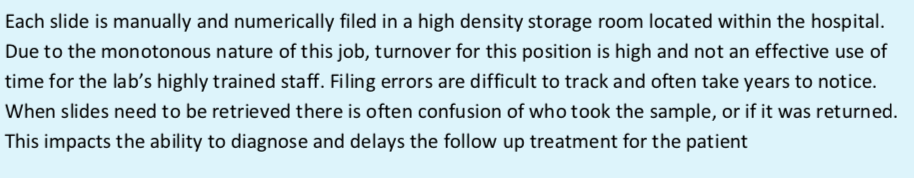 Each slide is manually and numerically filed in a high density storage room located within the hospital.
Due to the monotonous nature of this job, turnover for this position is high and not an effective use of
time for the lab's highly trained staff. Filing errors are difficult to track and often take years to notice.
When slides need to be retrieved there is often confusion of who took the sample, or if it was returned.
This impacts the ability to diagnose and delays the follow up treatment for the patient